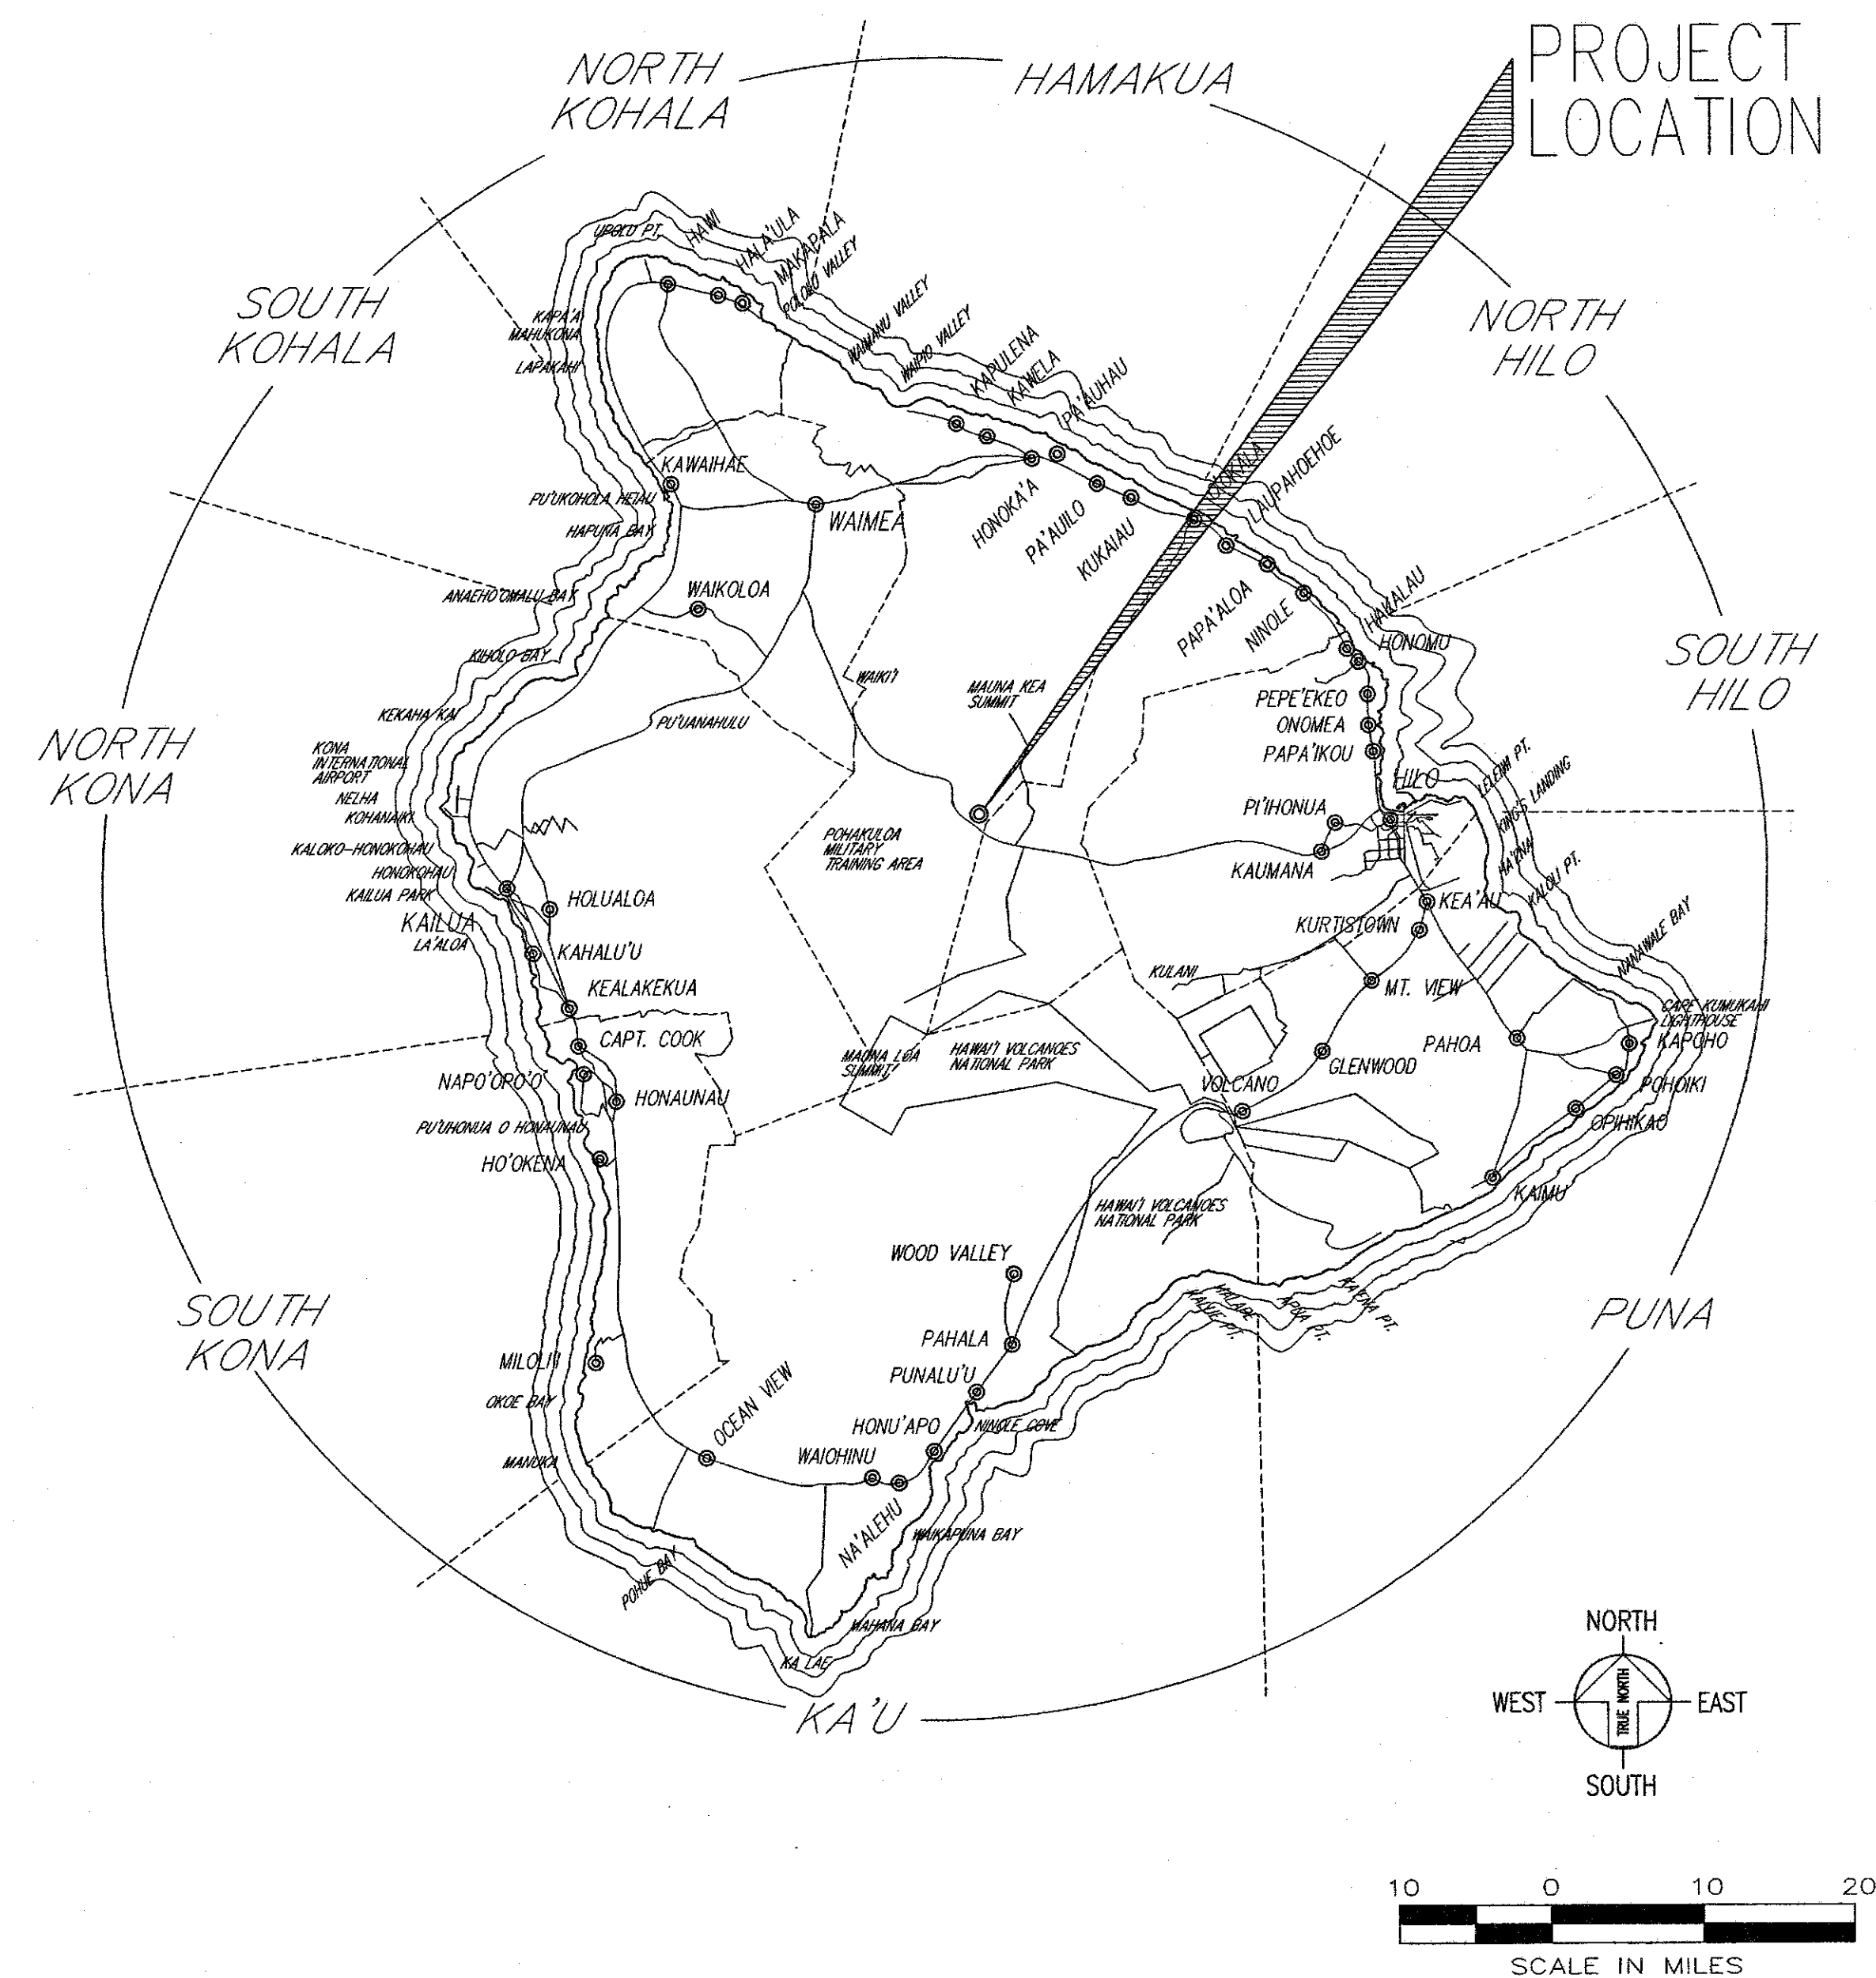 PROJECT
LOCATION
NORTH
KOHALA
HAMAKUA
SOUTH
KOHALA
NORTH
HILO
NORTH
KONA
SOUTH
HILO
SOUTH
KONA
PUNA
KA'U
UPOLU PT.
HAWI
HALA'ULA
MAKAPALA
POLOLU VALLEY
WAIMANU VALLEY
WAIPIO VALLEY
KAPULENA
KAWELA
PA'AUHAU
KAPA'A
MAHUKONA
LAPAKAHI
KAWAIHAE
PU'UKOHOLA HEIAU
HAPUNA BAY
WAIMEA
HONOKA'A
PA'AUILO
KUKAIAU
LAUPAHOEHOE
PAPA'ALOA
NINOLE
HAKALAU
HONOMU
ANAEHO'OMALU BAY
WAIKOLOA
KIHOLO BAY
WAIKI'I
MAUNA KEA
SUMMIT
PEPE'EKEO
ONOMEA
PAPA'IKOU
HILO
LELEIWI PT.
KING'S LANDING
KEKAHA KAI
PU'UANAHULU
KONA
INTERNATIONAL
AIRPORT
NELHA
KOHANAIKI
KALOKO-HONOKOHAU
HONOKOHAU
KAILUA PARK
KAILUA
LA'ALOA
HOLUALOA
KAHALU'U
KEALAKEKUA
POHAKULOA
MILITARY
TRAINING AREA
PI'IHONUA
KAUMANA
HA'ENA
KALOLI PT.
KEA'AU
KURTISTOWN
NANAWALE BAY
KULANI
MT. VIEW
CAPE KUMUKAHI
LIGHTHOUSE
KAPOHO
CAPT. COOK
MAUNA LOA
SUMMIT
HAWAI'I VOLCANOES
NATIONAL PARK
PAHOA
GLENWOOD
VOLCANO
POHOIKI
OPIHIKAO
KAIMU
NAPO'OPO'O
HONAUNAU
PU'UHONUA O HONAUNAU
HO'OKENA
HAWAI'I VOLCANOES
NATIONAL PARK
WOOD VALLEY
PAHALA
PUNALU'U
HALAPE
APUA PT.
KA'ENA PT.
MILOLI'I
OKOE BAY
MANUKA
OCEAN VIEW
HONU'APO
NINOLE COVE
WAIOHINU
NA'ALEHU
WAIKAPUNA BAY
POHUE BAY
MAHANA BAY
KA LAE
NORTH
WEST
TRUE NORTH
EAST
SOUTH
10 0 10 20
SCALE IN MILES